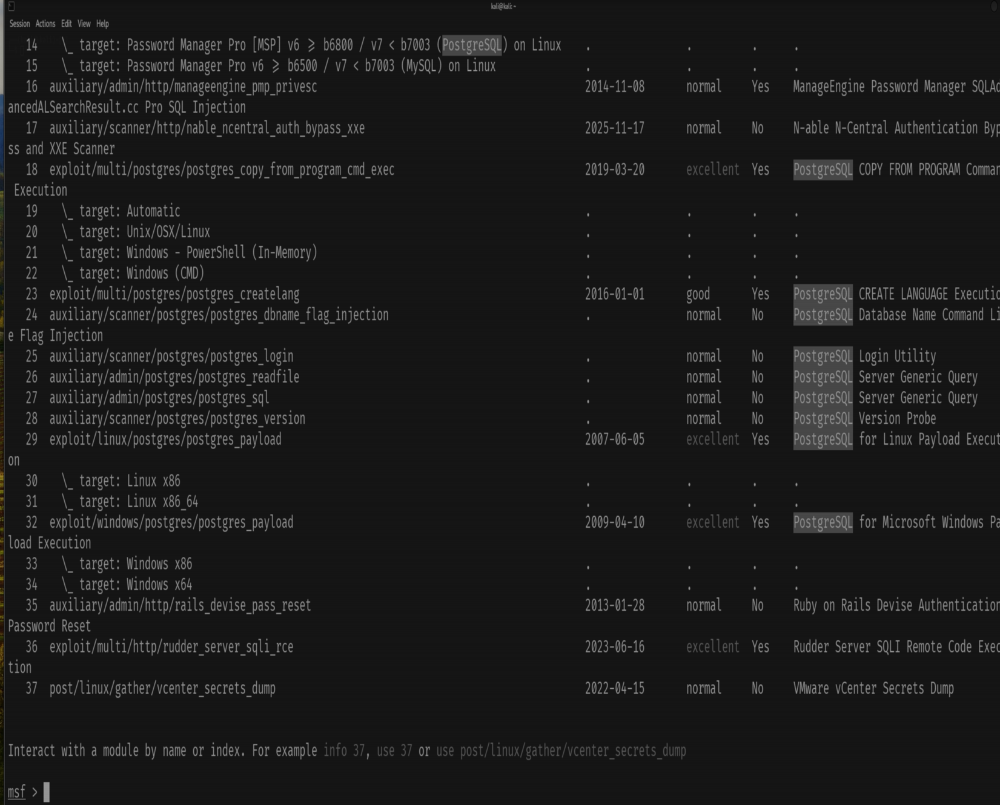 kali@kali: ~
Session Actions Edit View Help
14 \_ target: Password Manager Pro [MSP] v6 ≥ b6800 / v7 < b7003 (PostgreSQL) on Linux . . . .
15 \_ target: Password Manager Pro v6 ≥ b6500 / v7 < b7003 (MySQL) on Linux . . . .
16 auxiliary/admin/http/manageengine_pmp_privesc 2014-11-08 normal Yes ManageEngine Password Manager SQLAd
ancedALSearchResult.cc Pro SQL Injection
17 auxiliary/scanner/http/nable_ncentral_auth_bypass_xxe 2025-11-17 normal No N-able N-Central Authentication Byp
ss and XXE Scanner
18 exploit/multi/postgres/postgres_copy_from_program_cmd_exec 2019-03-20 excellent Yes PostgreSQL COPY FROM PROGRAM Comman
Execution
19 \_ target: Automatic . . . .
20 \_ target: Unix/OSX/Linux . . . .
21 \_ target: Windows - PowerShell (In-Memory) . . . .
22 \_ target: Windows (CMD) . . . .
23 exploit/multi/postgres/postgres_createlang 2016-01-01 good Yes PostgreSQL CREATE LANGUAGE Executio
24 auxiliary/scanner/postgres/postgres_dbname_flag_injection . normal No PostgreSQL Database Name Command Li
e Flag Injection
25 auxiliary/scanner/postgres/postgres_login . normal No PostgreSQL Login Utility
26 auxiliary/admin/postgres/postgres_readfile . normal No PostgreSQL Server Generic Query
27 auxiliary/admin/postgres/postgres_sql . normal No PostgreSQL Server Generic Query
28 auxiliary/scanner/postgres/postgres_version . normal No PostgreSQL Version Probe
29 exploit/linux/postgres/postgres_payload 2007-06-05 excellent Yes PostgreSQL for Linux Payload Execut
on
30 \_ target: Linux x86 . . . .
31 \_ target: Linux x86_64 . . . .
32 exploit/windows/postgres/postgres_payload 2009-04-10 excellent Yes PostgreSQL for Microsoft Windows Pa
load Execution
33 \_ target: Windows x86 . . . .
34 \_ target: Windows x64 . . . .
35 auxiliary/admin/http/rails_devise_pass_reset 2013-01-28 normal No Ruby on Rails Devise Authentication
Password Reset
36 exploit/multi/http/rudder_server_sqli_rce 2023-06-16 excellent Yes Rudder Server SQLI Remote Code Exec
tion
37 post/linux/gather/vcenter_secrets_dump 2022-04-15 normal No VMware vCenter Secrets Dump
Interact with a module by name or index. For example info 37, use 37 or use post/linux/gather/vcenter_secrets_dump
msf >